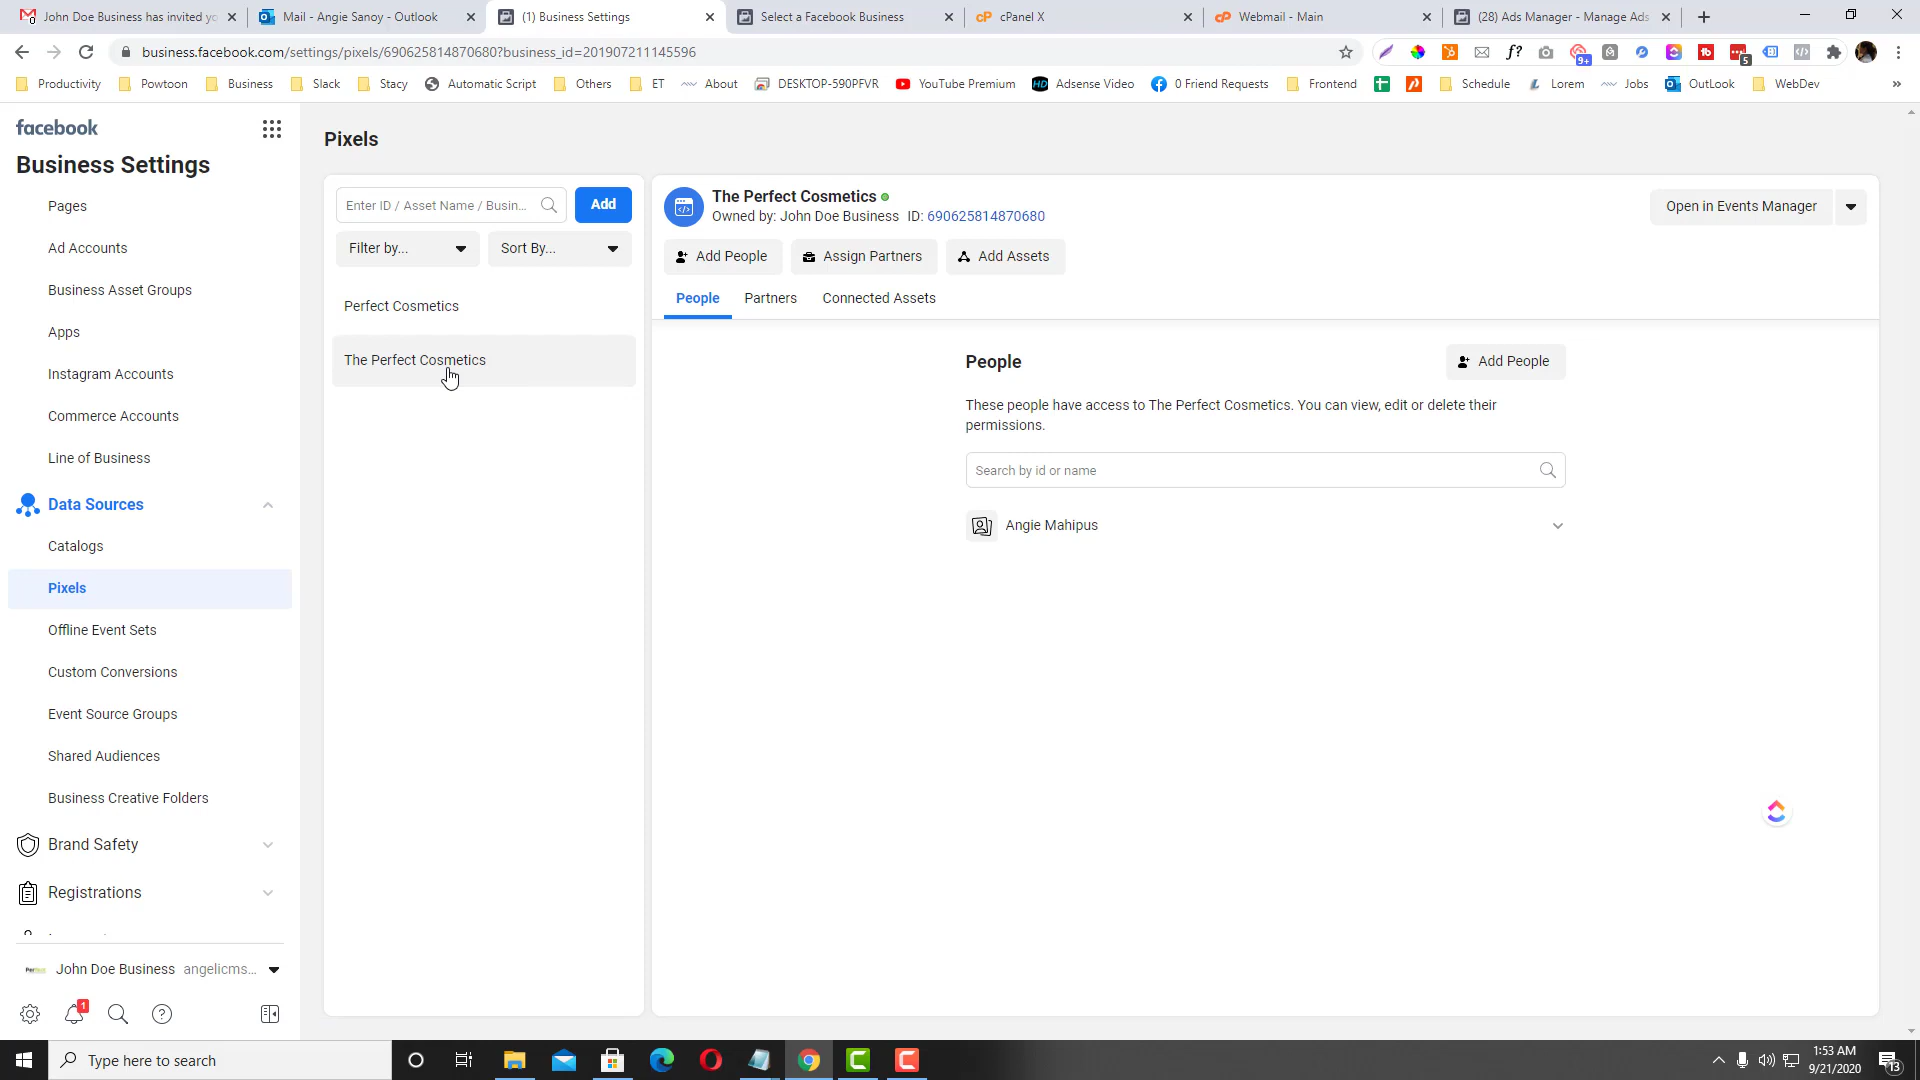 John Doe Business has invited yo
Mail - Angie Sanoy - Outlook
(1) Business Settings
Select a Facebook Business
cPanel X
Webmail - Main
(28) Ads Manager - Manage Ads
business.facebook.com/settings/pixels/690625814870680?business_id=201907211145596
f?
9+
5
Productivity
Powtoon
Business
Slack
Stacy
Automatic Script
Others
ET
About
DESKTOP-590PFVR
YouTube Premium
HD
Adsense Video
0 Friend Requests
Frontend
Schedule
Lorem
Jobs
OutLook
WebDev
»
facebook
Business Settings
Pages
Ad Accounts
Business Asset Groups
Apps
Instagram Accounts
Commerce Accounts
Line of Business
Data Sources
Catalogs
Pixels
Offline Event Sets
Custom Conversions
Event Source Groups
Shared Audiences
Business Creative Folders
Brand Safety
Registrations
John Doe Business angelicms...
1
Pixels
Enter ID / Asset Name / Busin...
Add
Filter by...
Sort By...
Perfect Cosmetics
The Perfect Cosmetics
The Perfect Cosmetics
Owned by: John Doe Business ID: 690625814870680
Open in Events Manager
Add People
Assign Partners
Add Assets
People
Partners
Connected Assets
People
Add People
These people have access to The Perfect Cosmetics. You can view, edit or delete their
permissions.
Search by id or name
Angie Mahipus
Type here to search
1:53 AM
9/21/2020
13